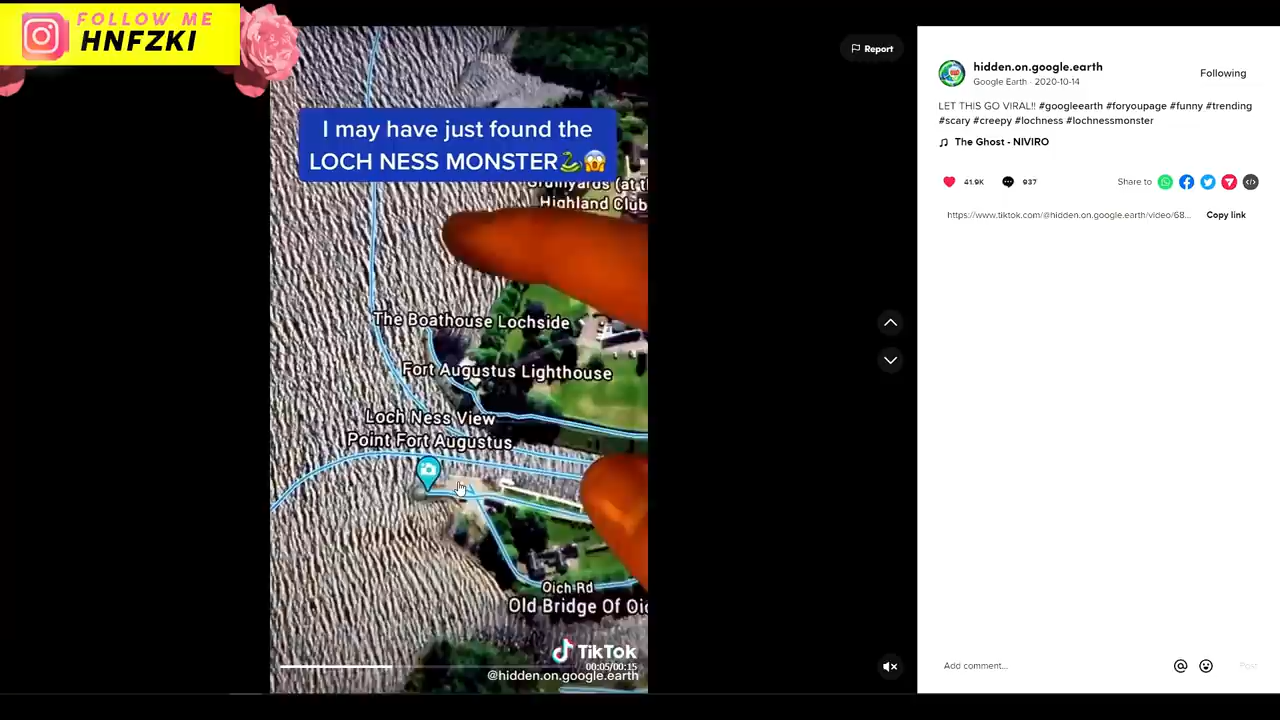 FOLLOW ME
HNFZKI
Report
hidden.on.google.earth
Google Earth · 2020-10-14
Following
LET THIS GO VIRAL!! #googleearth #foryoupage #funny #trending
#scary #creepy #lochness #lochnessmonster
The Ghost - NIVIRO
41.9K
937
Share to
https://www.tiktok.com/@hidden.on.google.earth/video/68...
Copy link
I may have just found the
LOCH NESS MONSTER🐍😱
(at t
Highland Club
The Boathouse Lochside
Fort Augustus Lighthouse
Loch Ness View
Point Fort Augustus
Oich Rd
Old Bridge Of Oic
TikTok
00:05/00:15
@hidden.on.google.earth
Add comment...
Post